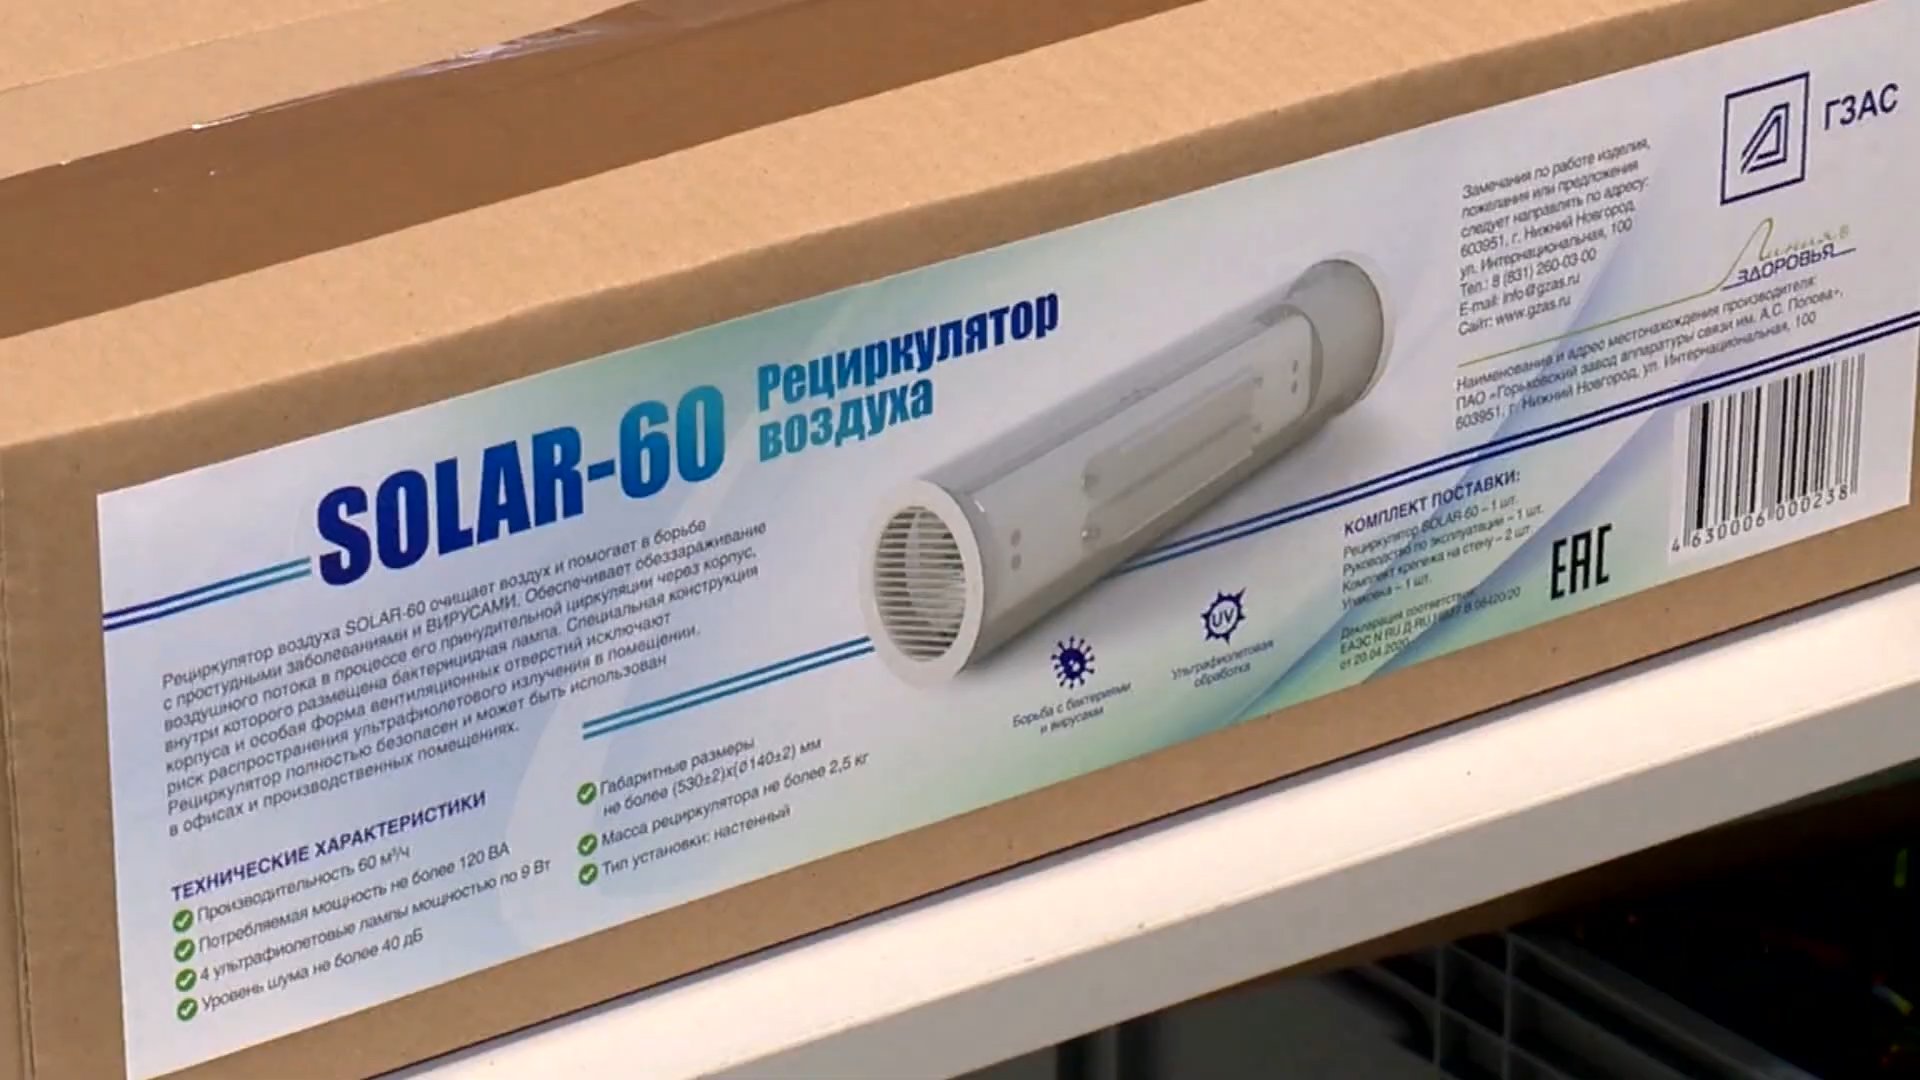 SOLAR-60
Рециркулятор
воздуха
Рециркулятор воздуха SOLAR-60 очищает воздух и помогает в борьбе
с простудными заболеваниями и ВИРУСАМИ. Обеспечивает обеззараживание
воздушного потока в процессе его принудительной циркуляции через корпус,
внутри которого размещена бактерицидная лампа. Специальная конструкция
корпуса и особая форма вентиляционных отверстий исключают
риск распространения ультрафиолетового излучения в помещении.
Рециркулятор полностью безопасен и может быть использован
в офисах и производственных помещениях.
ТЕХНИЧЕСКИЕ ХАРАКТЕРИСТИКИ
Производительность 60 м³/ч
Потребляемая мощность не более 120 ВА
4 ультрафиолетовые лампы мощностью по 9 Вт
Уровень шума не более 40 дБ
Габаритные размеры
не более (530±2)х(ø140±2) мм
Масса рециркулятора не более 2,5 кг
Тип установки: настенный
Борьба с бактериями
и вирусами
UV
Ультрафиолетовая
обработка
Замечания по работе изделия,
пожелания или предложения
следует направлять по адресу:
603951, г. Нижний Новгород,
ул. Интернациональная, 100
Тел.: 8 (831) 260-03-00
E-mail: info@gzas.ru
Сайт: www.gzas.ru
ГЗАС
Линия
ЗДОРОВЬЯ
Наименование и адрес местонахождения производителя:
ПАО «Горьковский завод аппаратуры связи им. А.С. Попова»,
603951, г. Нижний Новгород, ул. Интернациональная, 100
КОМПЛЕКТ ПОСТАВКИ:
Рециркулятор SOLAR-60 – 1 шт.
Руководство по эксплуатации – 1 шт.
Комплект крепежа на стену – 2 шт.
Упаковка – 1 шт.
Декларация соответствия:
ЕАЭС N RU Д-RU
от 20.04.2020
EAC
4 630006 000238